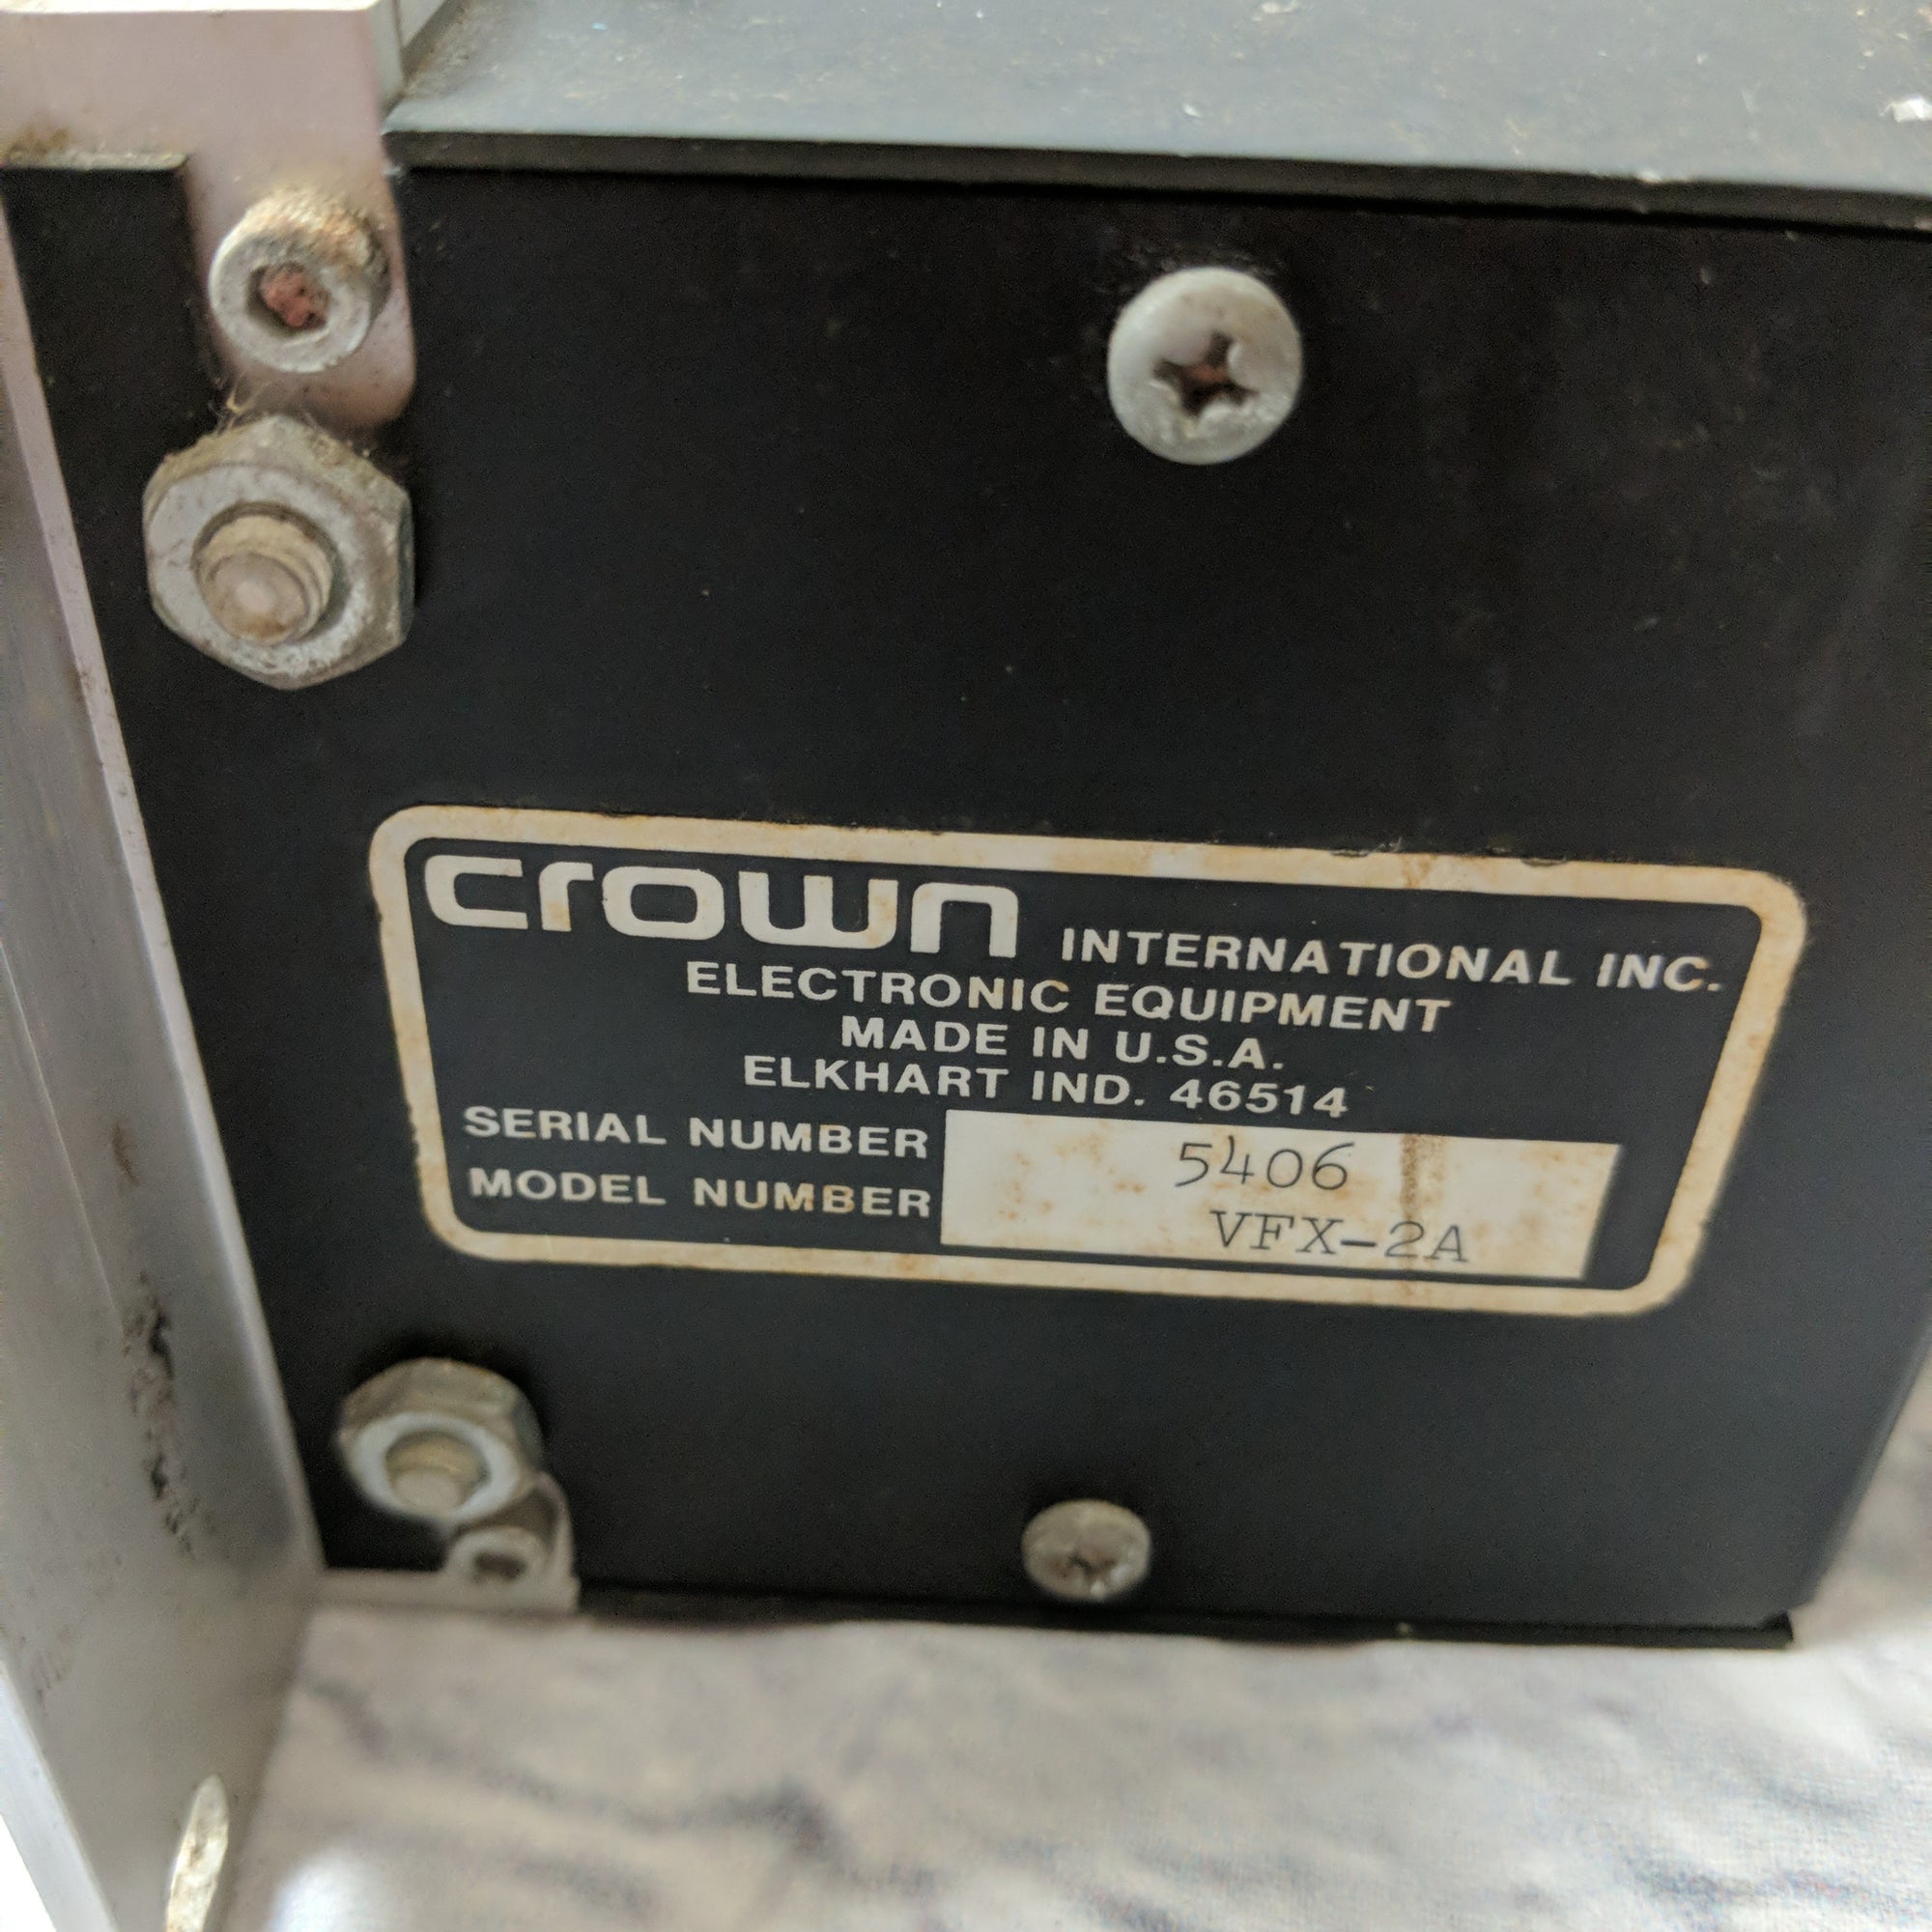 crown INTERNATIONAL INC.
ELECTRONIC EQUIPMENT
MADE IN U.S.A.
ELKHART IND. 46514
SERIAL NUMBER 5406
MODEL NUMBER VFX-2A